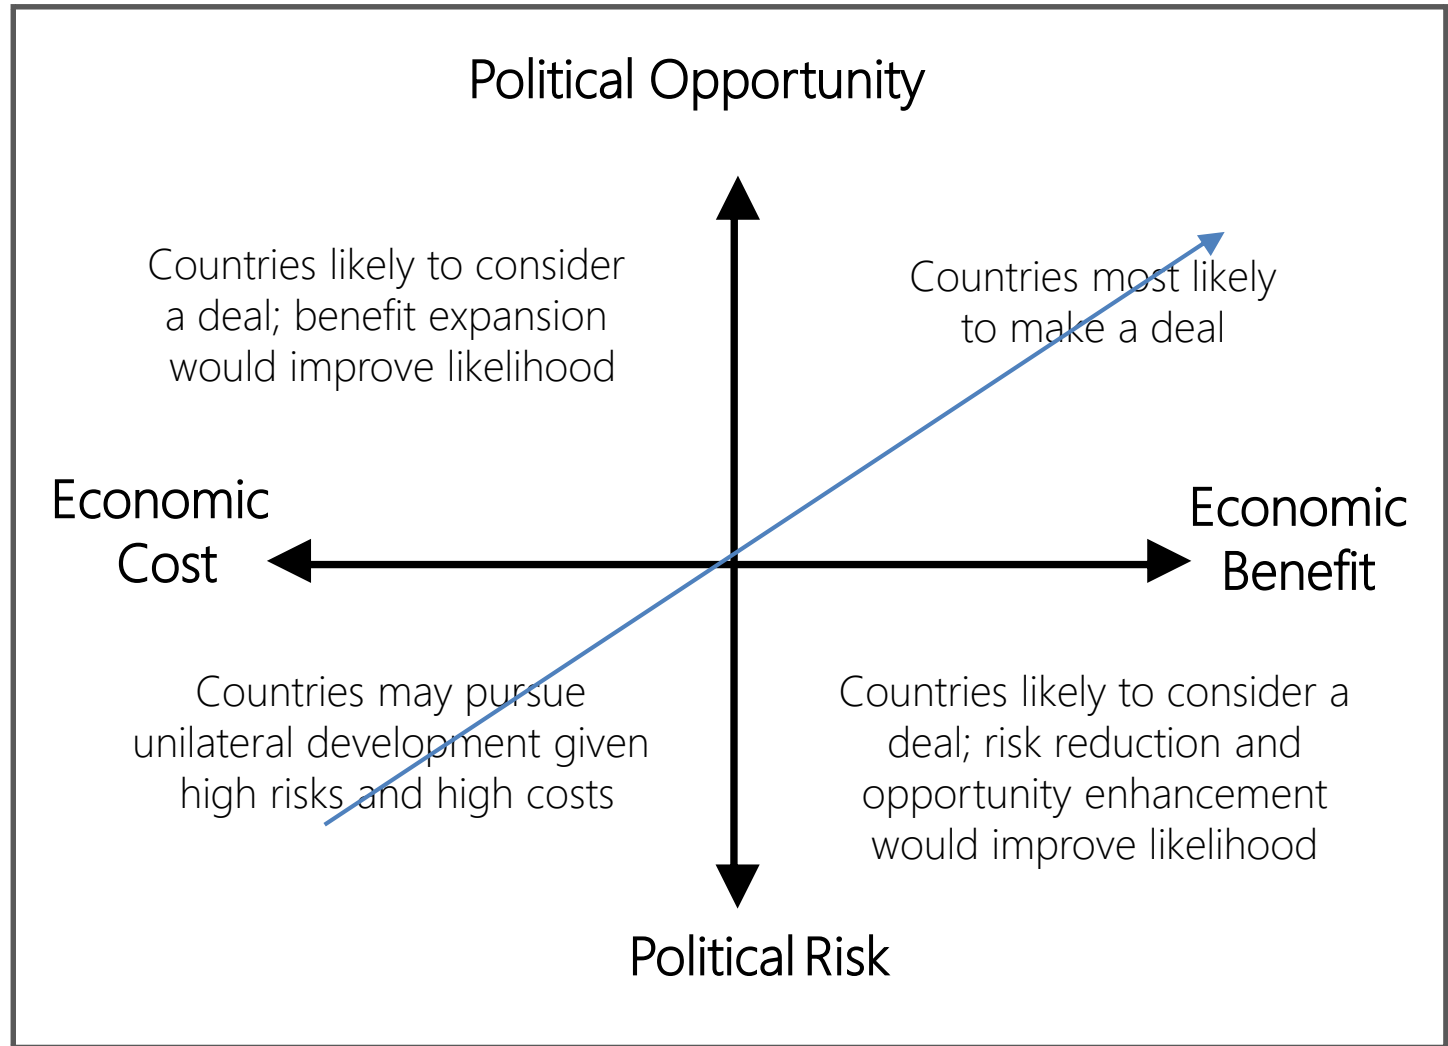 Political Opportunity
Countries likely to consider
a deal; benefit expansion
would improve likelihood
Countries most likely
to make a deal
Economic
Cost
Economic
Benefit
Countries may pursue
unilateral development given
high risks and high costs
Countries likely to consider a
deal; risk reduction and
opportunity enhancement
would improve likelihood
Political Risk